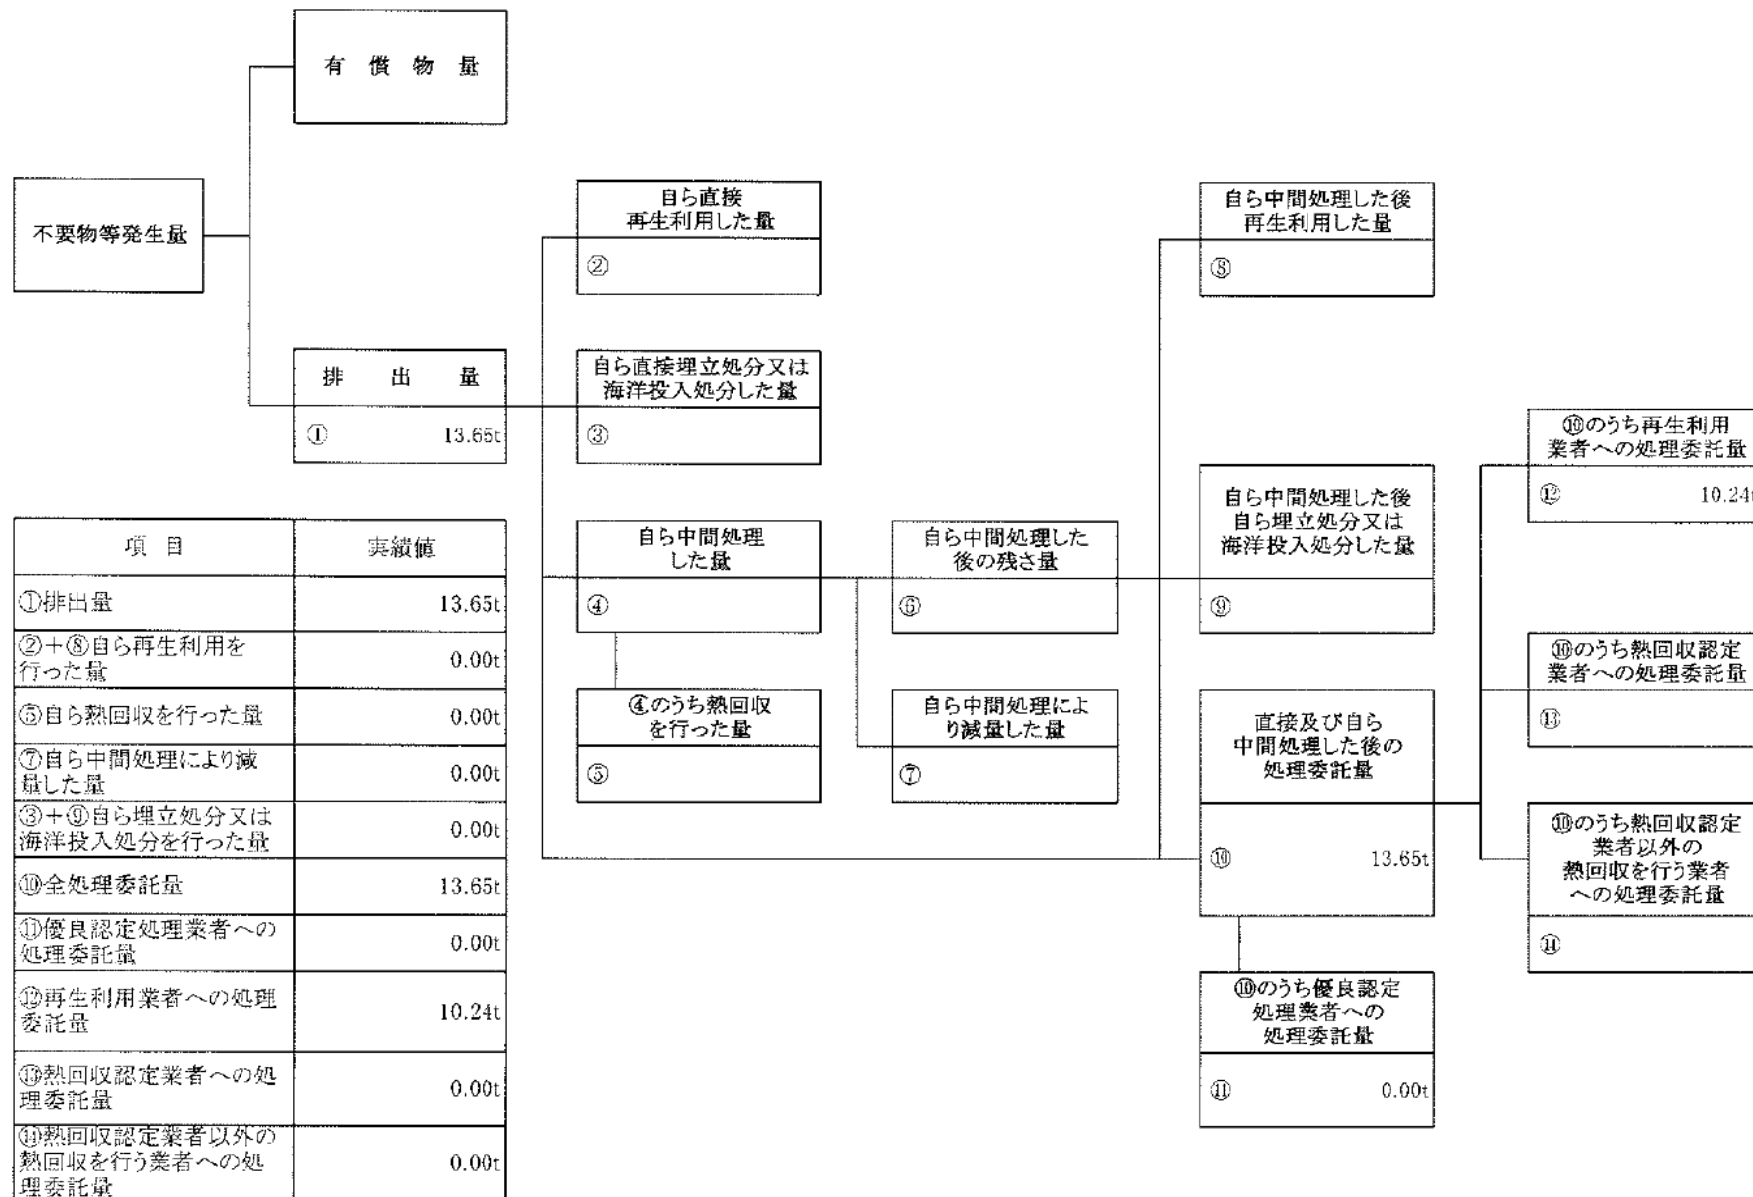 有償物量
不要物等発生量
自ら直接
再生利用した量
②
自ら中間処理した後
再生利用した量
⑧
排出量
① 13.65t
自ら直接埋立処分又は
海洋投入処分した量
③
⑩のうち再生利用
業者への処理委託量
⑫ 10.24t
自ら中間処理
した量
④
自ら中間処理した
後の残さ量
⑥
自ら中間処理した後
自ら埋立処分又は
海洋投入処分した量
⑨
⑩のうち熱回収認定
業者への処理委託量
⑬
④のうち熱回収
を行った量
⑤
自ら中間処理によ
り減量した量
⑦
直接及び自ら
中間処理した後の
処理委託量
⑩ 13.65t
⑩のうち熱回収認定
業者以外の
熱回収を行う業者
への処理委託量
⑭
⑩のうち優良認定
処理業者への
処理委託量
⑪ 0.00t
項目 実績値
①排出量 13.65t
②+⑧自ら再生利用を
行った量 0.00t
⑤自ら熱回収を行った量 0.00t
⑦自ら中間処理により減
量した量 0.00t
③+⑨自ら埋立処分又は
海洋投入処分を行った量 0.00t
⑩全処理委託量 13.65t
⑪優良認定処理業者への
処理委託量 0.00t
⑫再生利用業者への処理
委託量 10.24t
⑬熱回収認定業者への処
理委託量 0.00t
⑭熱回収認定業者以外の
熱回収を行う業者への処
理委託量 0.00t